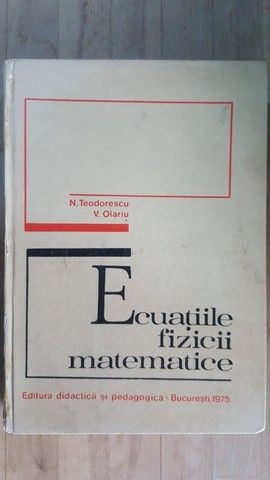 N. Teodorescu
V. Olariu
Ecuațiile
fizicii
matematice
Editura didactică și pedagogică - București, 1975